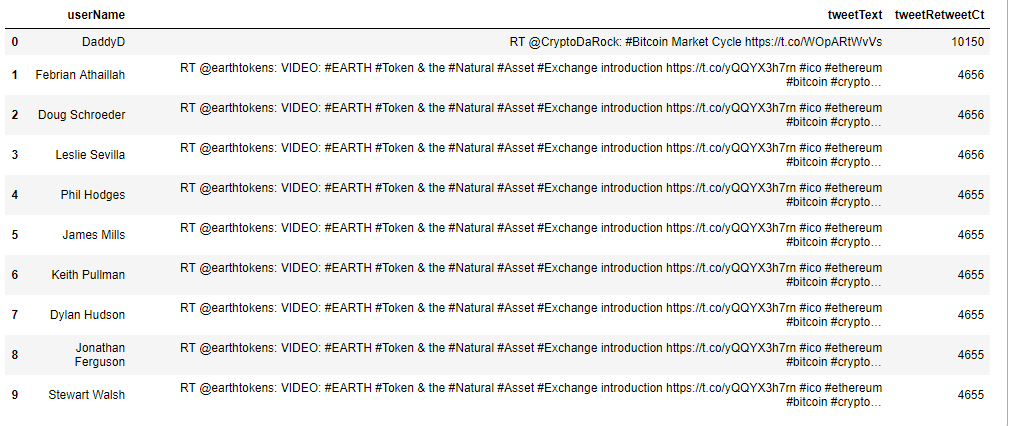 userName tweetText tweetRetweetCt
0 DaddyD RT @CryptoDaRock: #Bitcoin Market Cycle https://t.co/WOpARtWvVs 10150
1 Febrian Athaillah RT @earthtokens: VIDEO: #EARTH #Token & the #Natural #Asset #Exchange introduction https://t.co/yQQYX3h7rn #ico #ethereum 4656
#bitcoin #crypto…
2 Doug Schroeder RT @earthtokens: VIDEO: #EARTH #Token & the #Natural #Asset #Exchange introduction https://t.co/yQQYX3h7rn #ico #ethereum 4656
#bitcoin #crypto…
3 Leslie Sevilla RT @earthtokens: VIDEO: #EARTH #Token & the #Natural #Asset #Exchange introduction https://t.co/yQQYX3h7rn #ico #ethereum 4656
#bitcoin #crypto…
4 Phil Hodges RT @earthtokens: VIDEO: #EARTH #Token & the #Natural #Asset #Exchange introduction https://t.co/yQQYX3h7rn #ico #ethereum 4655
#bitcoin #crypto…
5 James Mills RT @earthtokens: VIDEO: #EARTH #Token & the #Natural #Asset #Exchange introduction https://t.co/yQQYX3h7rn #ico #ethereum 4655
#bitcoin #crypto…
6 Keith Pullman RT @earthtokens: VIDEO: #EARTH #Token & the #Natural #Asset #Exchange introduction https://t.co/yQQYX3h7rn #ico #ethereum 4655
#bitcoin #crypto…
7 Dylan Hudson RT @earthtokens: VIDEO: #EARTH #Token & the #Natural #Asset #Exchange introduction https://t.co/yQQYX3h7rn #ico #ethereum 4655
#bitcoin #crypto…
8 Jonathan RT @earthtokens: VIDEO: #EARTH #Token & the #Natural #Asset #Exchange introduction https://t.co/yQQYX3h7rn #ico #ethereum 4655
Ferguson #bitcoin #crypto…
9 Stewart Walsh RT @earthtokens: VIDEO: #EARTH #Token & the #Natural #Asset #Exchange introduction https://t.co/yQQYX3h7rn #ico #ethereum 4655
#bitcoin #crypto…